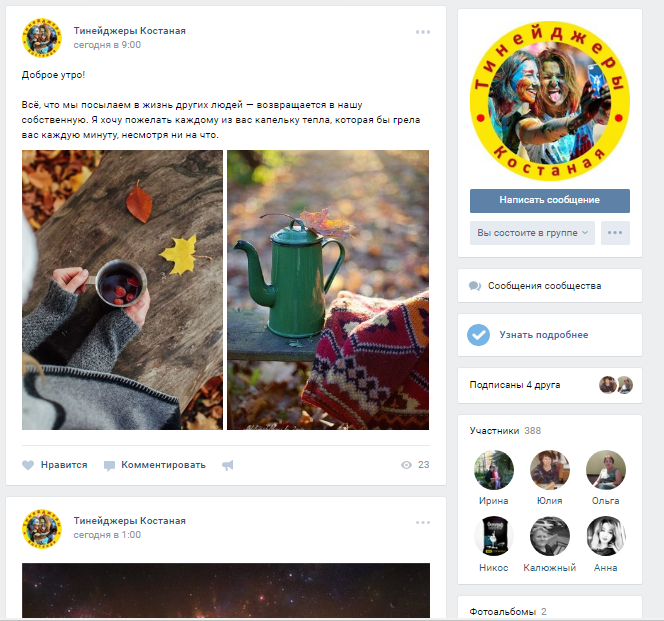 Тинейджеры Костаная
сегодня в 9:00
Доброе утро!
Всё, что мы посылаем в жизнь других людей — возвращается в нашу
собственную. Я хочу пожелать каждому из вас капельку тепла, которая бы грела
вас каждую минуту, несмотря ни на что.
Нравится
Комментировать
23
Тинейджеры Костаная
сегодня в 1:00
Тинейджеры
Костаная
Написать сообщение
Вы состоите в группе
Сообщения сообщества
Узнать подробнее
Подписаны 4 друга
Участники 388
Ирина Юлия Ольга
Никос Калюжный Анна
Фотоальбомы 2